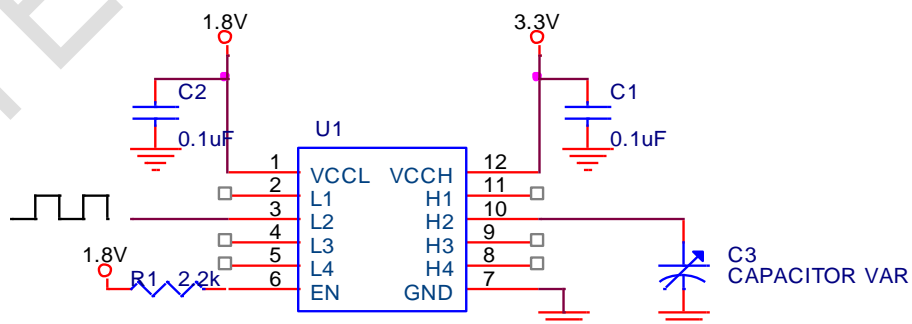 1.8V
3.3V
C2
0.1uF
C1
0.1uF
U1
1 VCCL VCCH 12
2 L1 H1 11
3 L2 H2 10
4 L3 H3 9
5 L4 H4 8
6 EN GND 7
1.8V
R1 2.2k
C3
CAPACITOR VAR